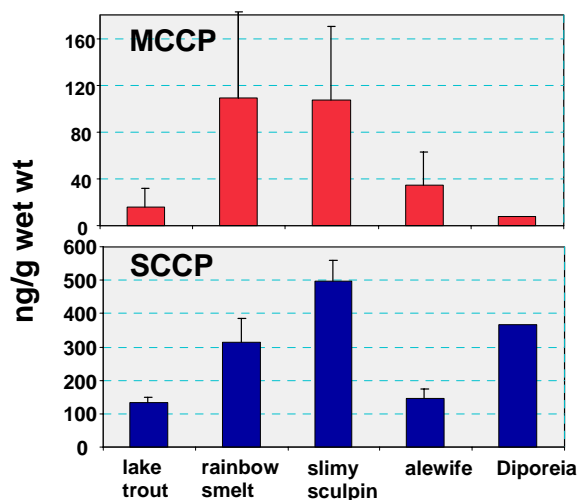 ng/g wet wt
MCCP
160
120
80
40
0
SCCP
600
500
400
300
200
100
0
lake
trout
rainbow
smelt
slimy
sculpin
alewife
Diporeia